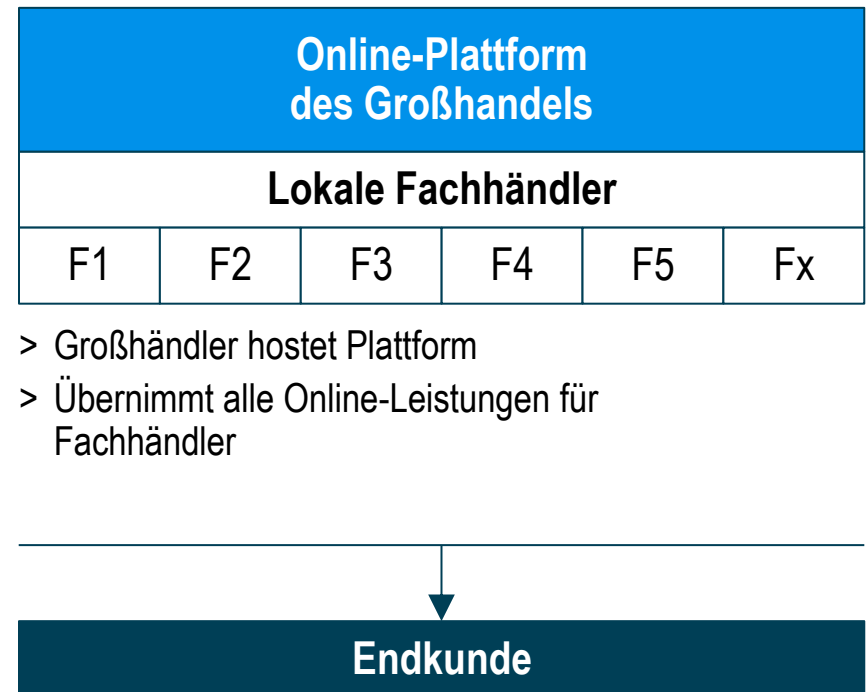 Online-Plattform
des Großhandels
Lokale Fachhändler
F1 F2 F3 F4 F5 Fx
> Großhändler hostet Plattform
> Übernimmt alle Online-Leistungen für
Fachhändler
Endkunde